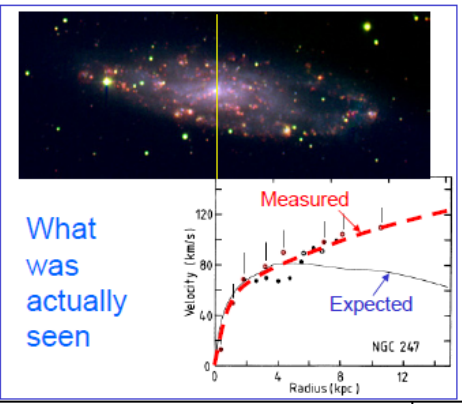 What
was
actually
seen
Measured
Expected
NGC 247
Velocity (km/s)
120
80
40
0
0
4
8
12
Radius (kpc)